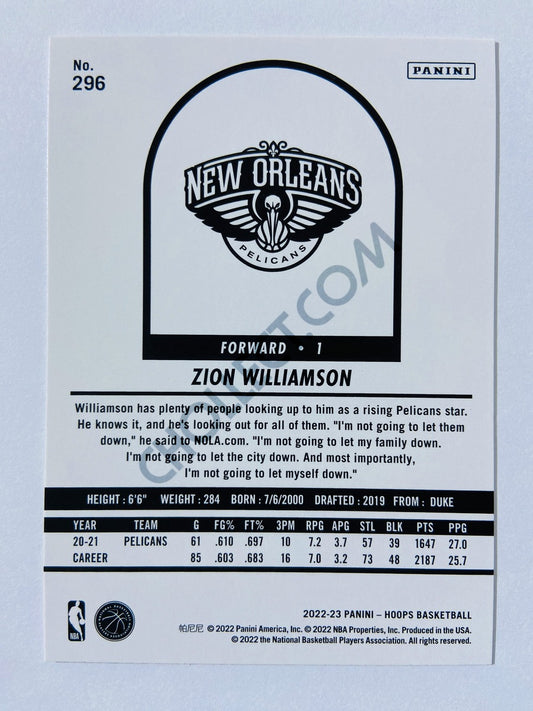 No.
296
PANINI
NEW ORLEANS
PELICANS
FORWARD • 1
ZION WILLIAMSON
Williamson has plenty of people looking up to him as a rising Pelicans star.
He knows it, and he's looking out for all of them. "I'm not going to let them
down," he said to NOLA.com. "I'm not going to let my family down.
I'm not going to let the city down. And most importantly,
I'm not going to let myself down."
HEIGHT : 6'6" WEIGHT : 284 BORN : 7/6/2000 DRAFTED : 2019 FROM : DUKE
YEAR TEAM G FG% FT% 3PM RPG APG STL BLK PTS PPG
20-21 PELICANS 61 .610 .697 10 7.2 3.7 57 39 1647 27.0
CAREER 85 .603 .683 16 7.0 3.2 73 48 2187 25.7
2022-23 PANINI – HOOPS BASKETBALL
帕尼尼 © 2022 Panini America, Inc. © 2022 NBA Properties, Inc. Produced in the USA.
© 2022 the National Basketball Players Association. All rights reserved.
NBA